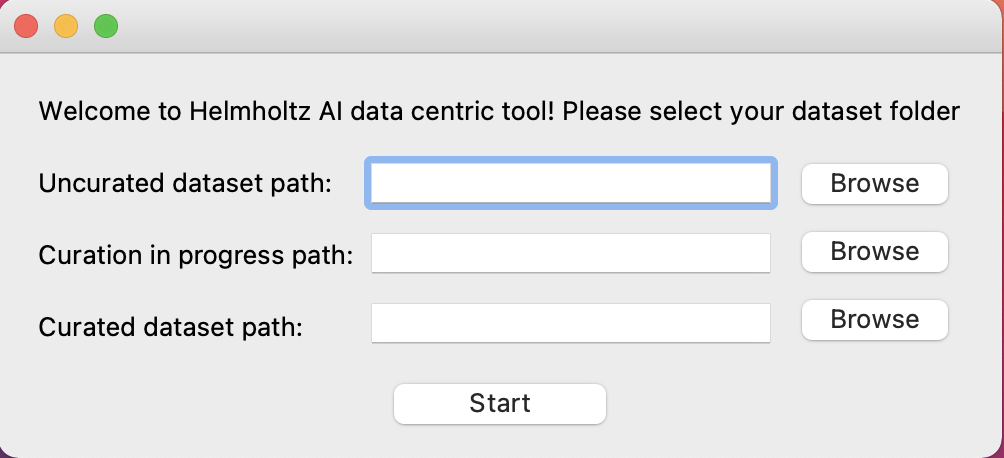 Welcome to Helmholtz AI data centric tool! Please select your dataset folder
Uncurated dataset path: Browse
Curation in progress path: Browse
Curated dataset path: Browse
Start